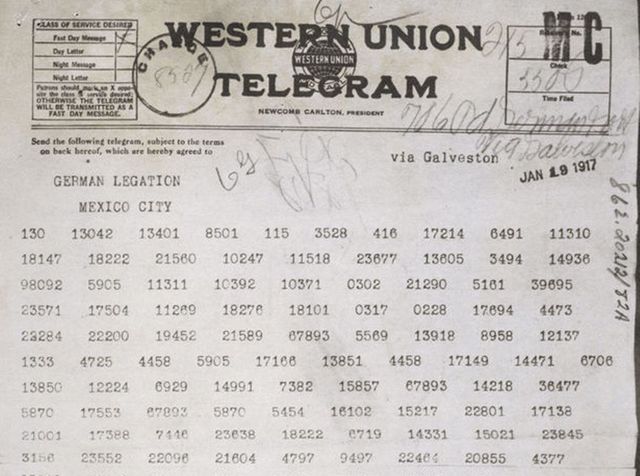 CLASS OF SERVICE DESIRED
Fast Day Message
Day Letter
Night Message
Night Letter
Patrons should mark an X oppo-
site the class of service desired;
OTHERWISE THE TELEGRAM
WILL BE TRANSMITTED AS A
FAST DAY MESSAGE.
CHARGE
WESTERN UNION
WESTERN UNION
TELEGRAM
NEWCOMB CARLTON, PRESIDENT
MC
Check
Time Filed
Send the following telegram, subject to the terms
on back hereof, which are hereby agreed to
via Galveston
JAN 19 1917
GERMAN LEGATION
MEXICO CITY
130 13042 13401 8501 115 3528 416 17214 6491 11310
18147 18222 21560 10247 11518 23677 13605 3494 14936
98092 5905 11311 10392 10371 0302 21290 5161 39695
23571 17504 11269 18276 18101 0317 0228 17694 4473
22284 22200 19452 21589 67893 5569 13918 8958 12137
1333 4725 4458 5905 17166 13851 4458 17149 14471 6706
13850 12224 6929 14991 7382 15857 67893 14218 36477
5870 17553 67893 5870 5454 16102 15217 22801 17138
21001 17388 7446 23638 18222 6719 14331 15021 23845
3156 23552 22096 21604 4797 9497 22464 20855 4377